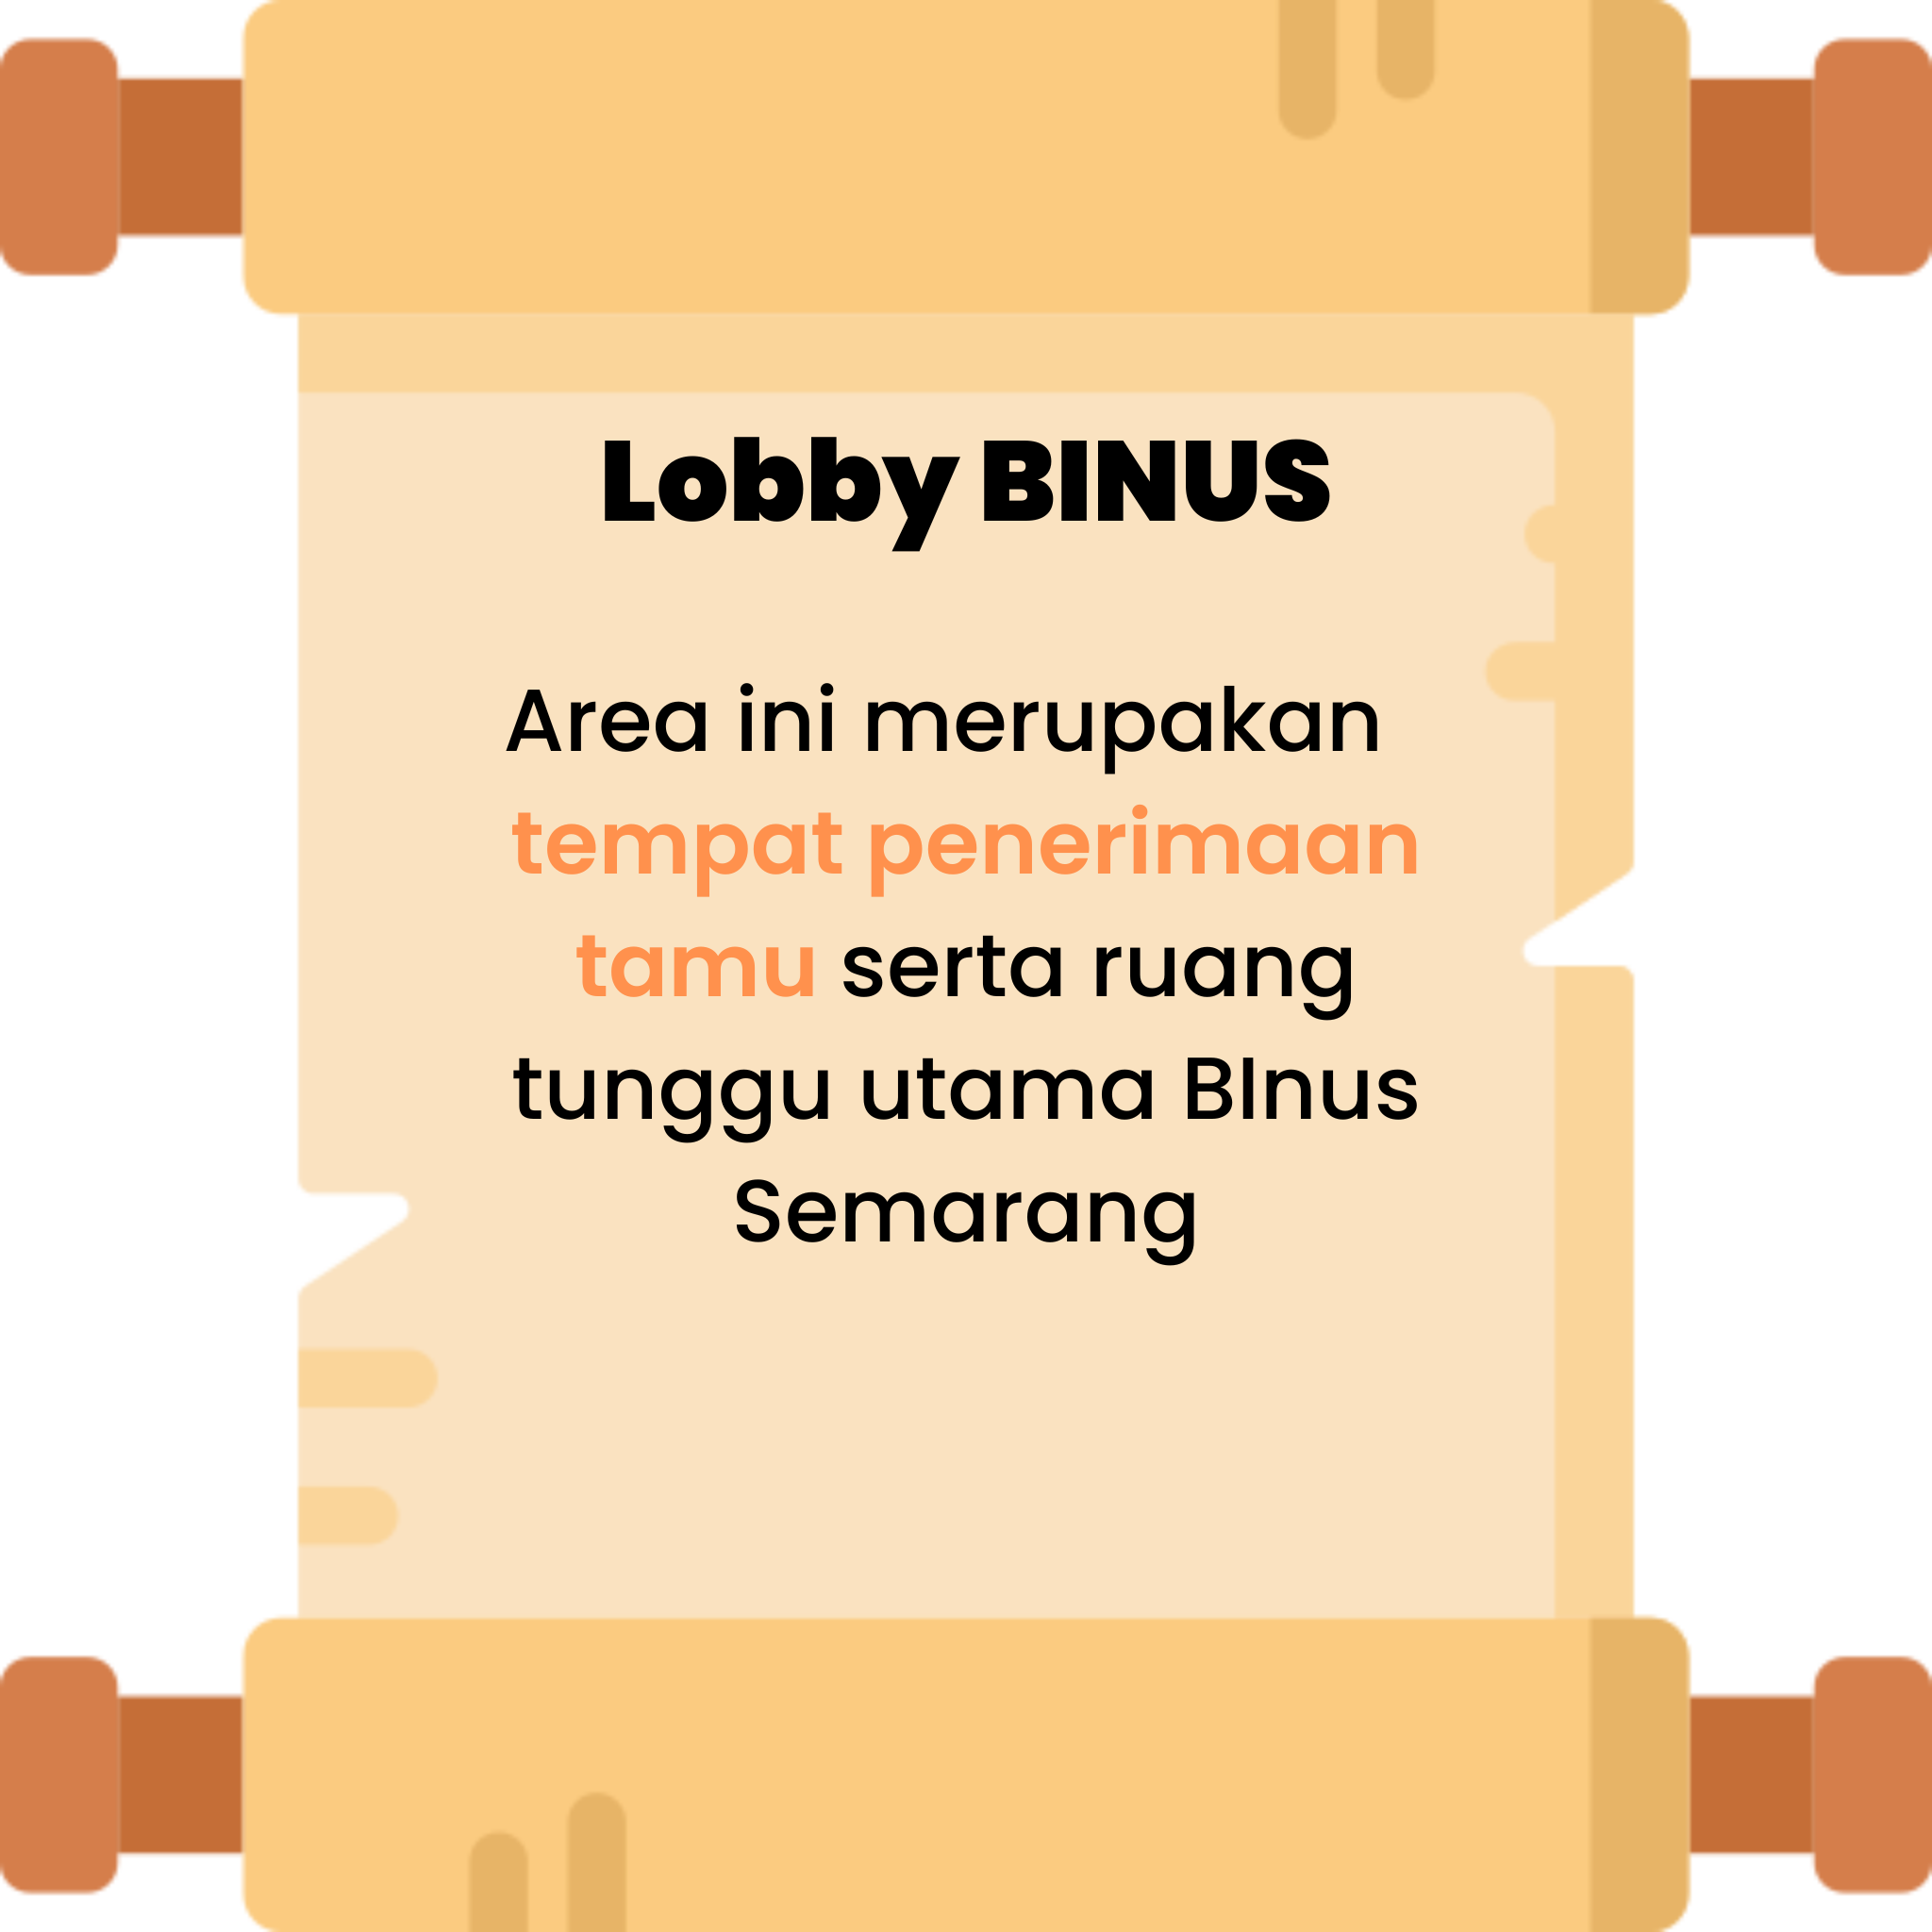 Lobby BINUS
Area ini merupakan
tempat penerimaan
tamu serta ruang
tunggu utama BInus
Semarang